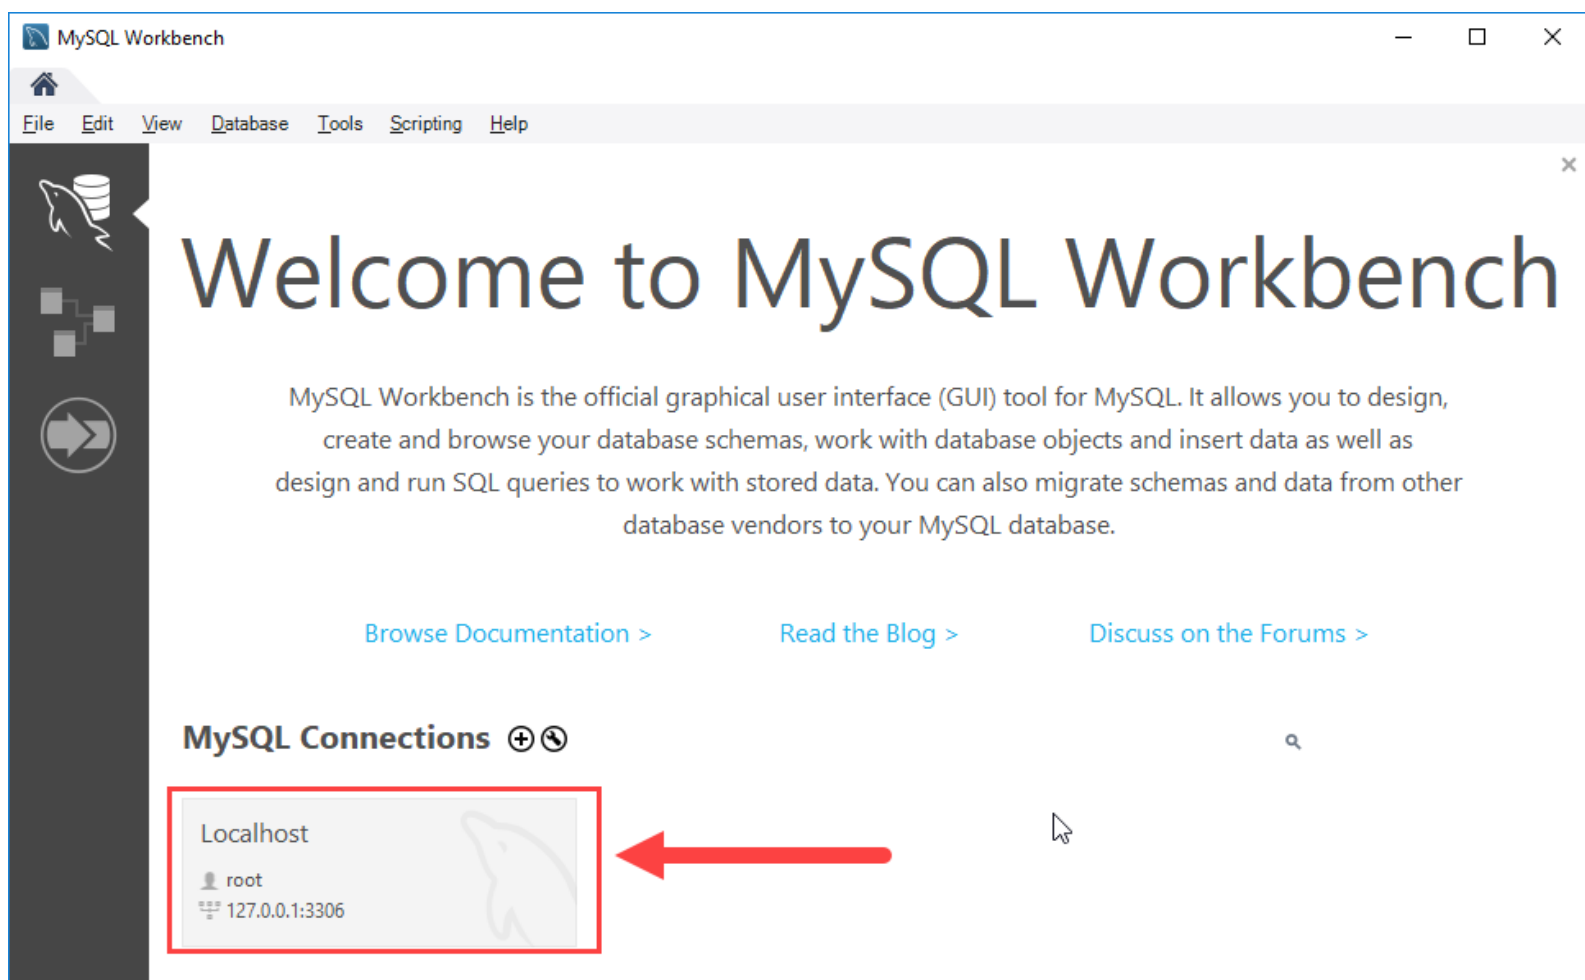 MySQL Workbench
File Edit View Database Tools Scripting Help
Welcome to MySQL Workbench
MySQL Workbench is the official graphical user interface (GUI) tool for MySQL. It allows you to design,
create and browse your database schemas, work with database objects and insert data as well as
design and run SQL queries to work with stored data. You can also migrate schemas and data from other
database vendors to your MySQL database.
Browse Documentation > Read the Blog > Discuss on the Forums >
MySQL Connections
Localhost
root
127.0.0.1:3306